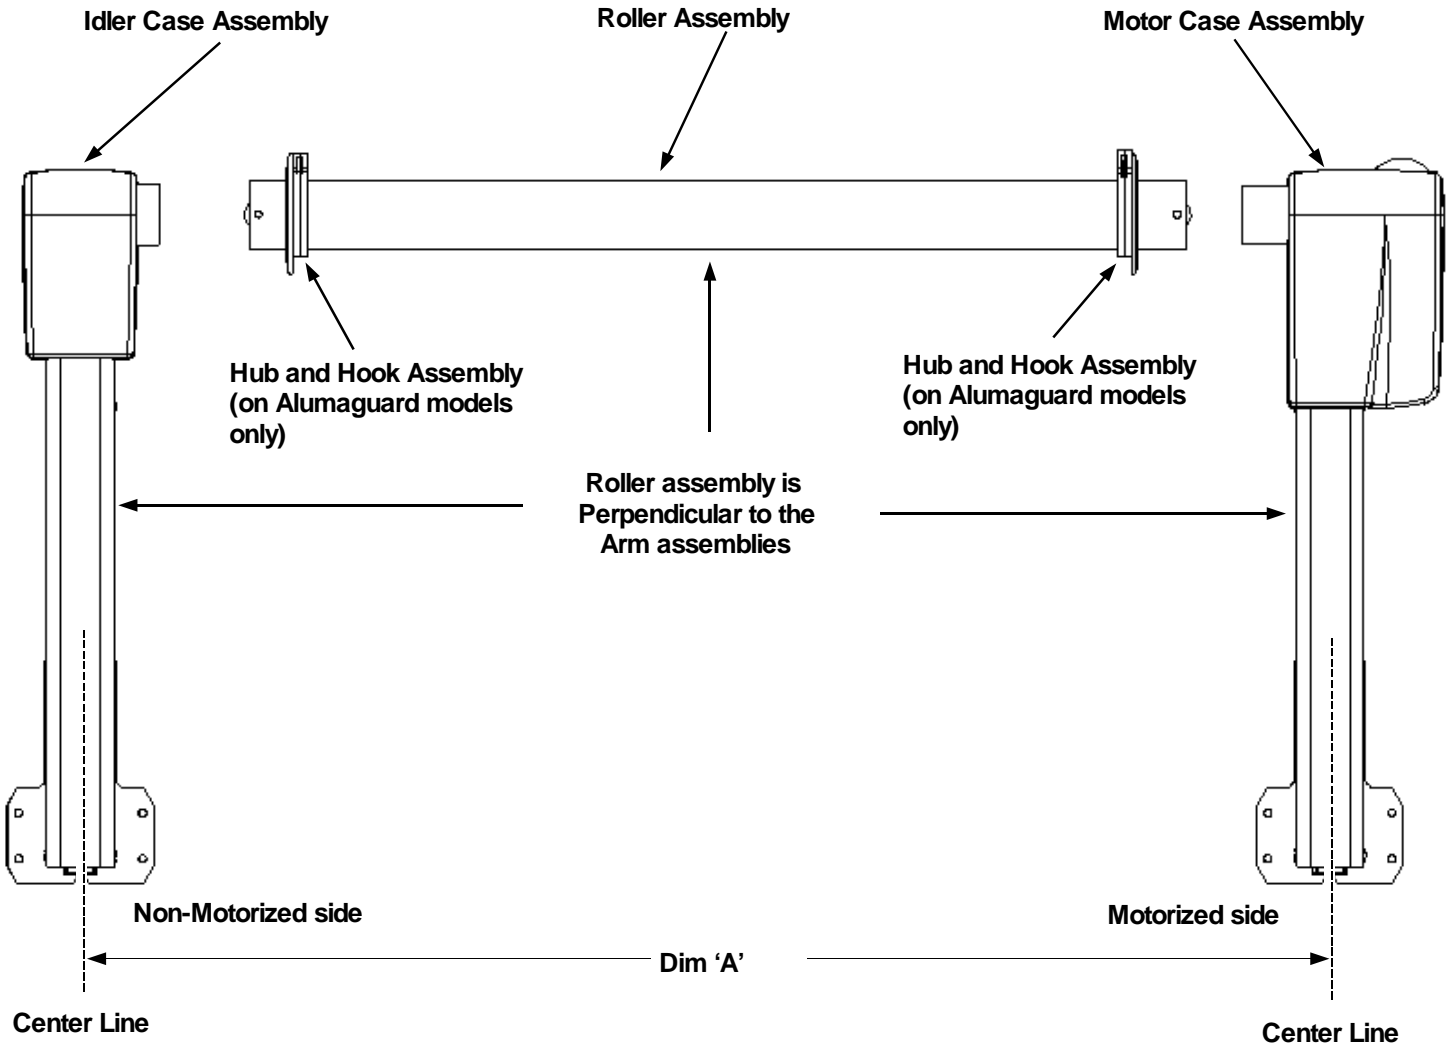 Idler Case Assembly
Roller Assembly
Motor Case Assembly
Hub and Hook Assembly
(on Alumaguard models
only)
Hub and Hook Assembly
(on Alumaguard models
only)
Roller assembly is
Perpendicular to the
Arm assemblies
Non-Motorized side
Motorized side
Dim ‘A’
Center Line
Center Line